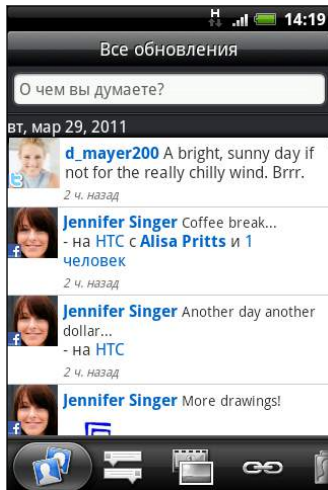 H 14:19
Все обновления
О чем вы думаете?
вт, мар 29, 2011
d_mayer200 A bright, sunny day if
not for the really chilly wind. Brrr.
2 ч. назад
Jennifer Singer Coffee break...
- на HTC с Alisa Pritts и 1
человек
2 ч. назад
Jennifer Singer Another day another
dollar...
- на HTC
2 ч. назад
Jennifer Singer More drawings!